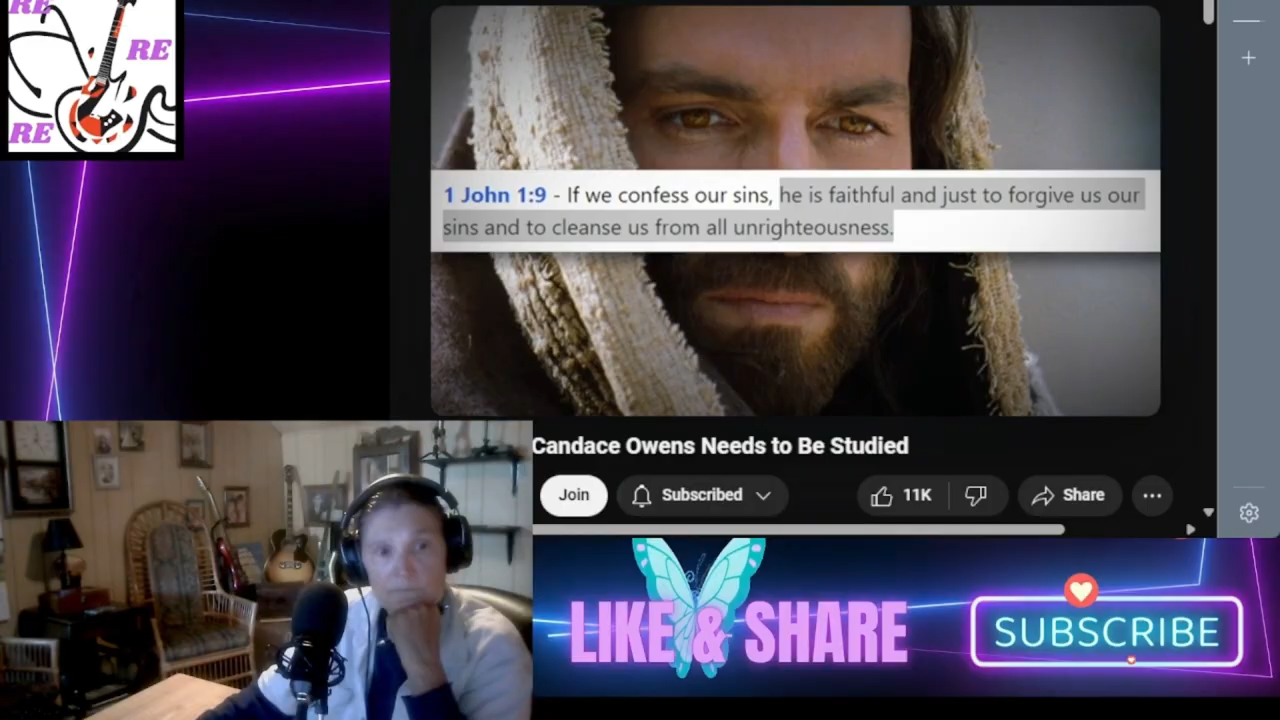 RE
RE
RE
1 John 1:9 - If we confess our sins, he is faithful and just to forgive us our
sins and to cleanse us from all unrighteousness.
Candace Owens Needs to Be Studied
Join
Subscribed
11K
Share
LIKE & SHARE
SUBSCRIBE